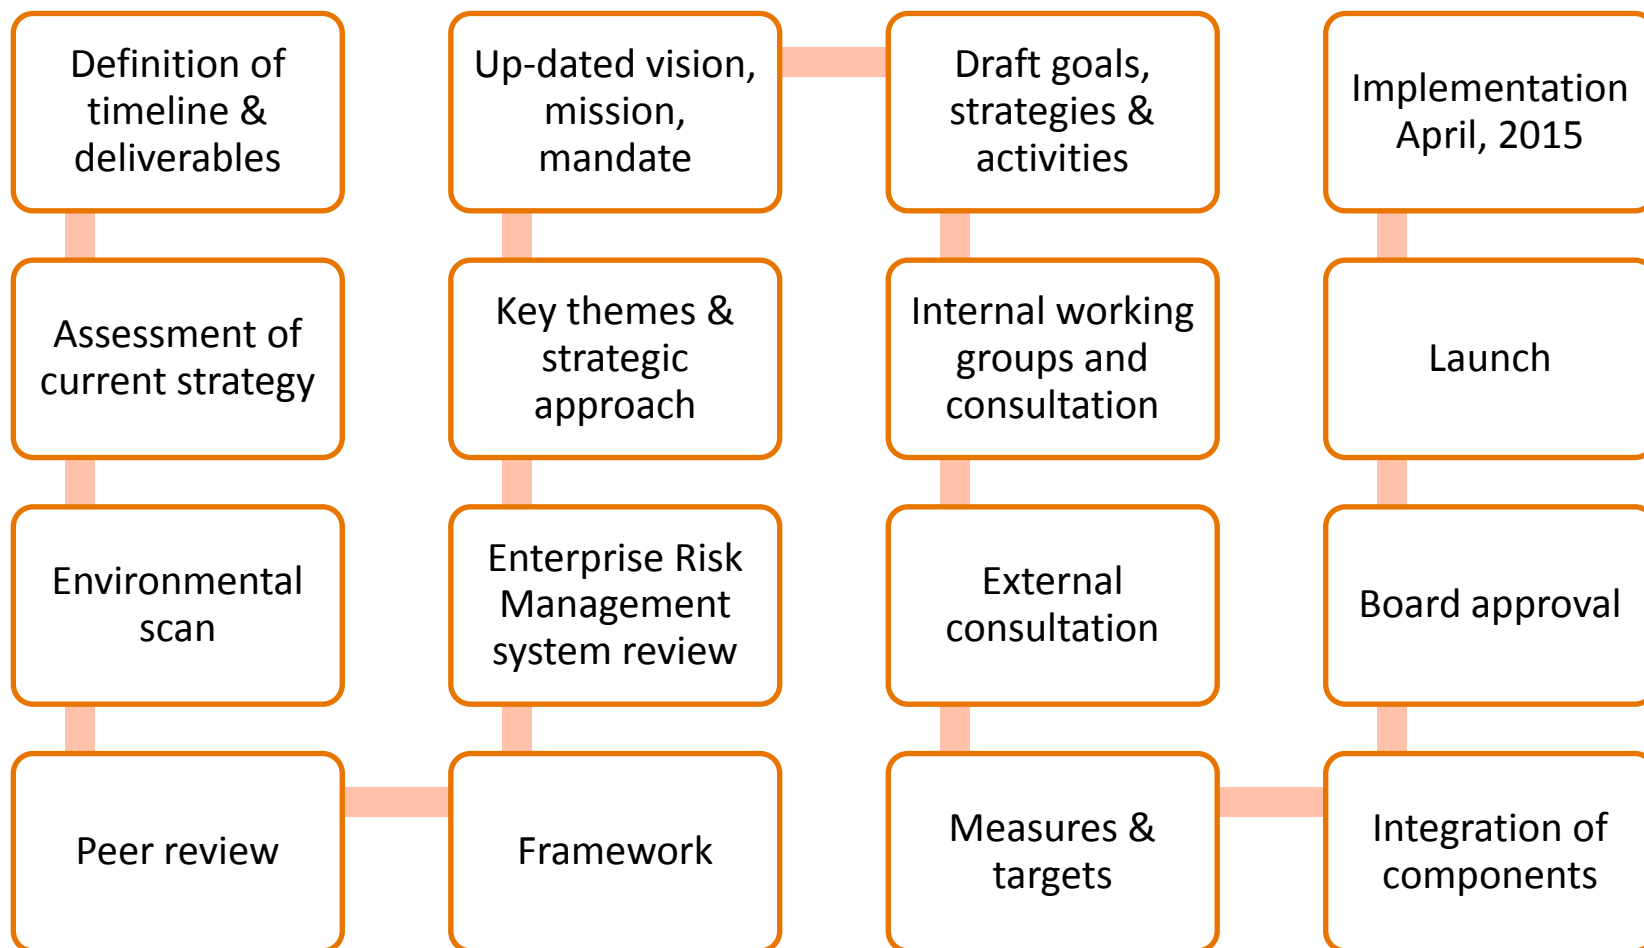 Definition of
timeline &
deliverables
Assessment of
current strategy
Environmental
scan
Peer review
Framework
Enterprise Risk
Management
system review
Key themes &
strategic
approach
Up-dated vision,
mission,
mandate
Draft goals,
strategies &
activities
Internal working
groups and
consultation
External
consultation
Measures &
targets
Integration of
components
Board approval
Launch
Implementation
April, 2015